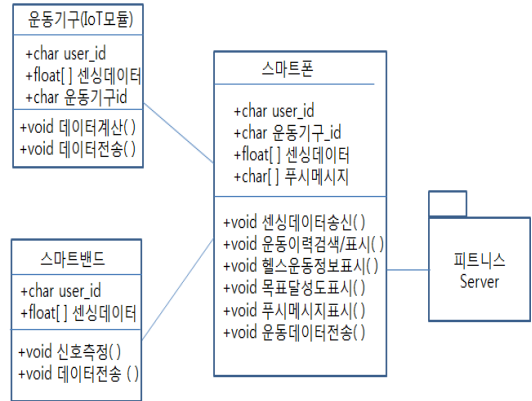 운동기구(IoT모듈)
+char user_id
+float[ ] 센싱데이터
+char 운동기구id
+void 데이터계산( )
+void 데이터전송( )
스마트폰
+char user_id
+char 운동기구_id
+float[ ] 센싱데이터
+char[ ] 푸시메시지
+void 센싱데이터송신( )
+void 운동이력검색/표시( )
+void 헬스운동정보표시( )
+void 목표달성도표시( )
+void 푸시메시지표시( )
+void 운동데이터전송( )
스마트밴드
+char user_id
+float[ ] 센싱데이터
+void 신호측정( )
+void 데이터전송 ( )
피트니스
Server